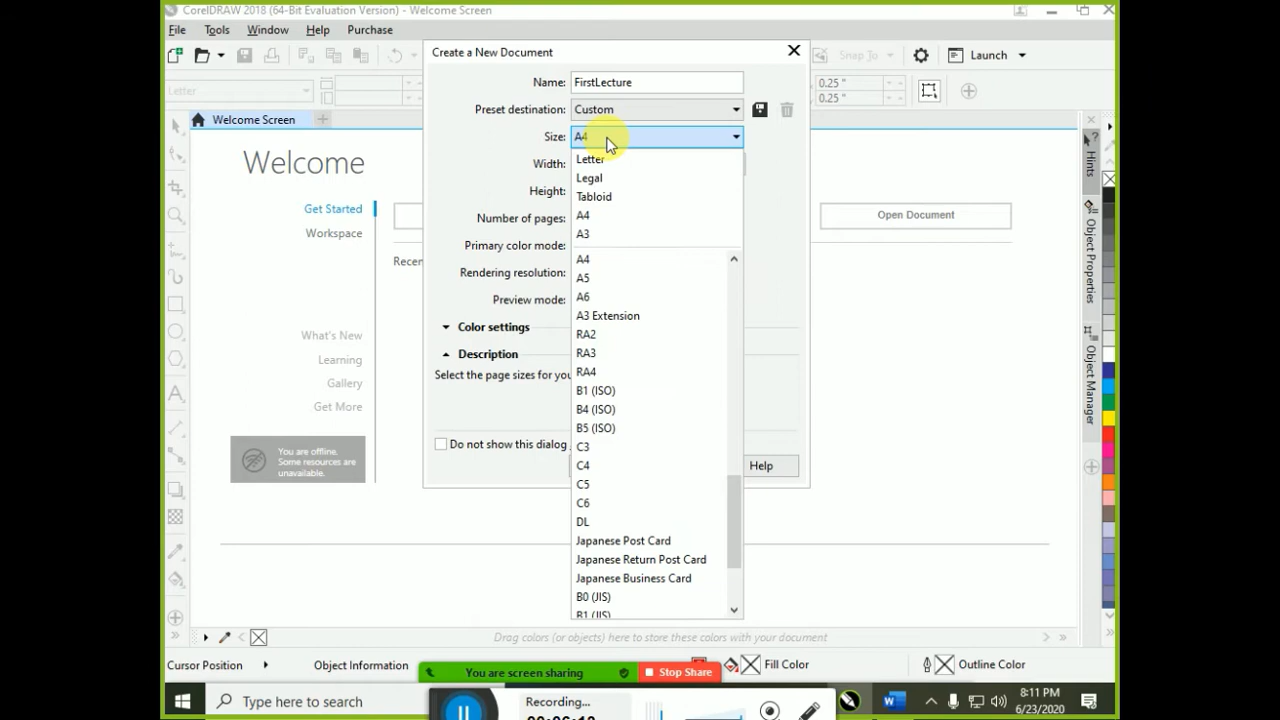 CorelDRAW 2018 (64-Bit Evaluation Version) - Welcome Screen
File Tools Window Help Purchase
Snap To Launch
Letter
0.25 "
0.25 "
Welcome Screen
Welcome
Get Started
Workspace
Recen
What's New
Learning
Gallery
Get More
You are offline.
Some resources are
unavailable.
Open Document
Create a New Document
Name: FirstLecture
Preset destination: Custom
Size: A4
Width:
Height:
Number of pages:
Primary color mode:
Rendering resolution:
Preview mode:
Color settings
Description
Select the page sizes for you
Do not show this dialog
Help
Letter
Legal
Tabloid
A4
A3
A4
A5
A6
A3 Extension
RA2
RA3
RA4
B1 (ISO)
B4 (ISO)
B5 (ISO)
C3
C4
C5
C6
DL
Japanese Post Card
Japanese Return Post Card
Japanese Business Card
B0 (JIS)
B1 (JIS)
Hints
Object Properties
Object Manager
Drag colors (or objects) here to store these colors with your document
Cursor Position Object Information Fill Color Outline Color
You are screen sharing Stop Share
Type here to search
Recording...
8:11 PM
6/23/2020